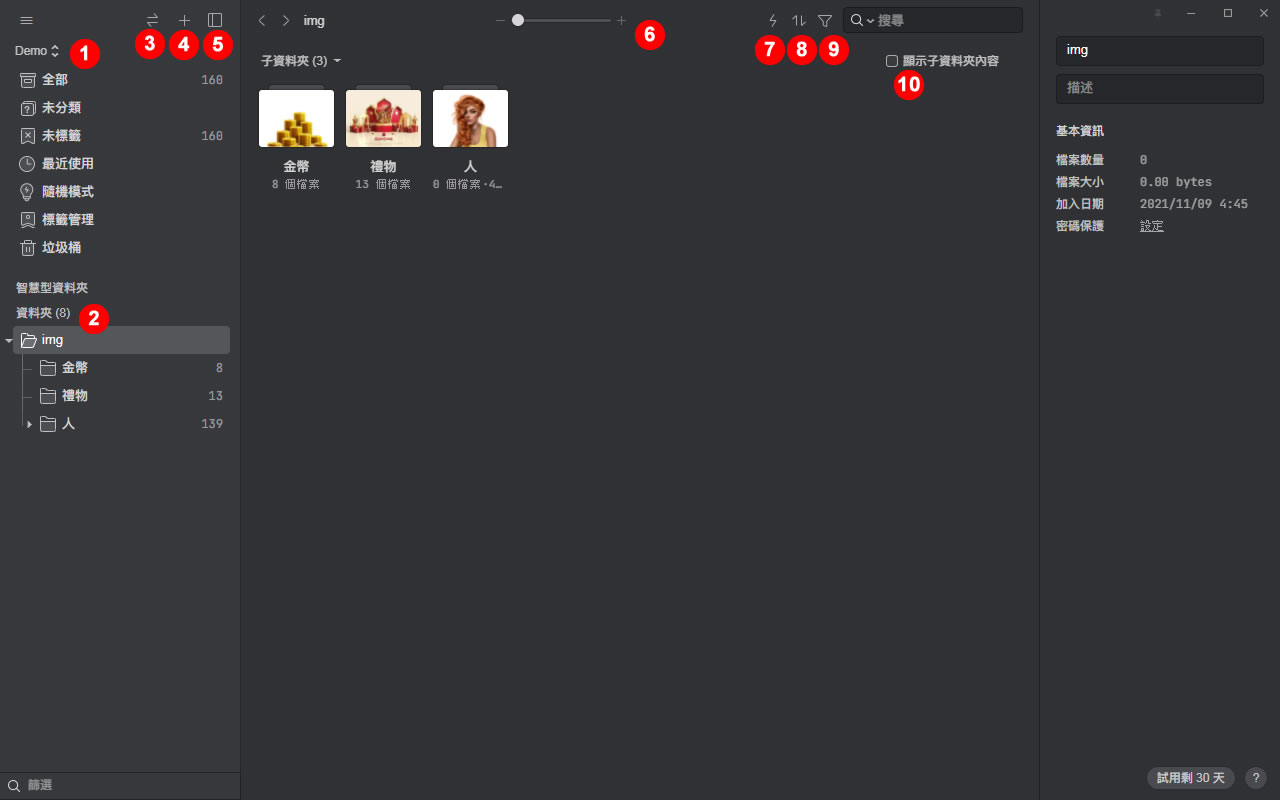 img
搜尋
3
4
5
6
7
8
9
Demo
1
全部 160
未分類
未標籤 160
最近使用
隨機模式
標籤管理
垃圾桶
智慧型資料夾
資料夾 (8)
2
img
金幣 8
禮物 13
人 139
篩選
子資料夾 (3)
顯示子資料夾內容
10
金幣
8 個檔案
禮物
13 個檔案
人
0 個檔案·4…
img
描述
基本資訊
檔案數量 0
檔案大小 0.00 bytes
加入日期 2021/11/09 4:45
密碼保護 設定
試用剩 30 天
?